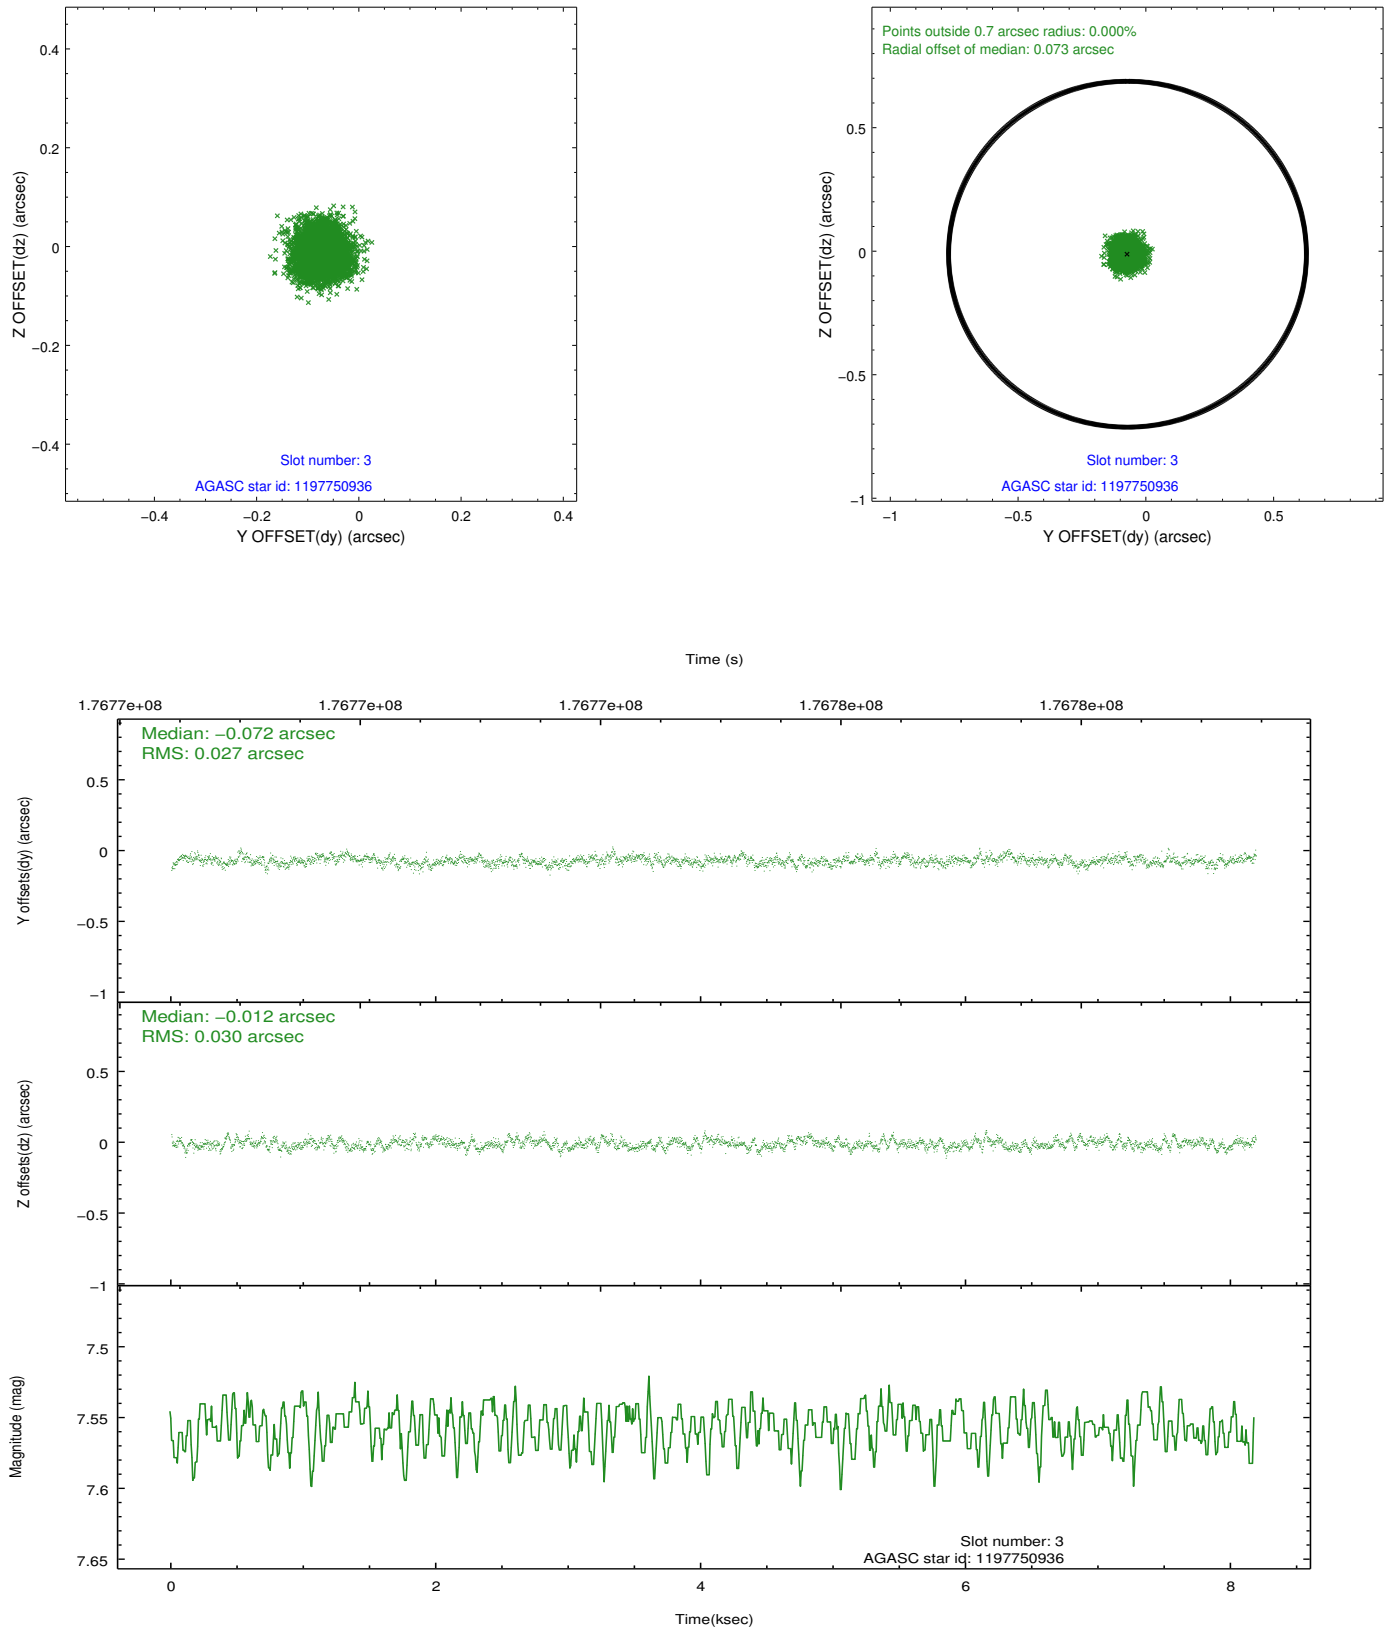 0.4
0.2
0
−0.2
−0.4
Z OFFSET(dz) (arcsec)
Slot number: 3
AGASC star id: 1197750936
−0.4 −0.2 0 0.2 0.4
Y OFFSET(dy) (arcsec)
Points outside 0.7 arcsec radius: 0.000%
Radial offset of median: 0.073 arcsec
0.5
0
−0.5
−1
Z OFFSET(dz) (arcsec)
Slot number: 3
AGASC star id: 1197750936
−1 −0.5 0 0.5
Y OFFSET(dy) (arcsec)
Time (s)
1.7677e+08 1.7677e+08 1.7677e+08 1.7678e+08 1.7678e+08
Median: −0.072 arcsec
RMS: 0.027 arcsec
0.5
0
−0.5
−1
Y offsets(dy) (arcsec)
Median: −0.012 arcsec
RMS: 0.030 arcsec
0.5
0
−0.5
−1
Z offsets(dz) (arcsec)
7.5
7.55
7.6
7.65
Magnitude (mag)
Slot number: 3
AGASC star id: 1197750936
0 2 4 6 8
Time(ksec)